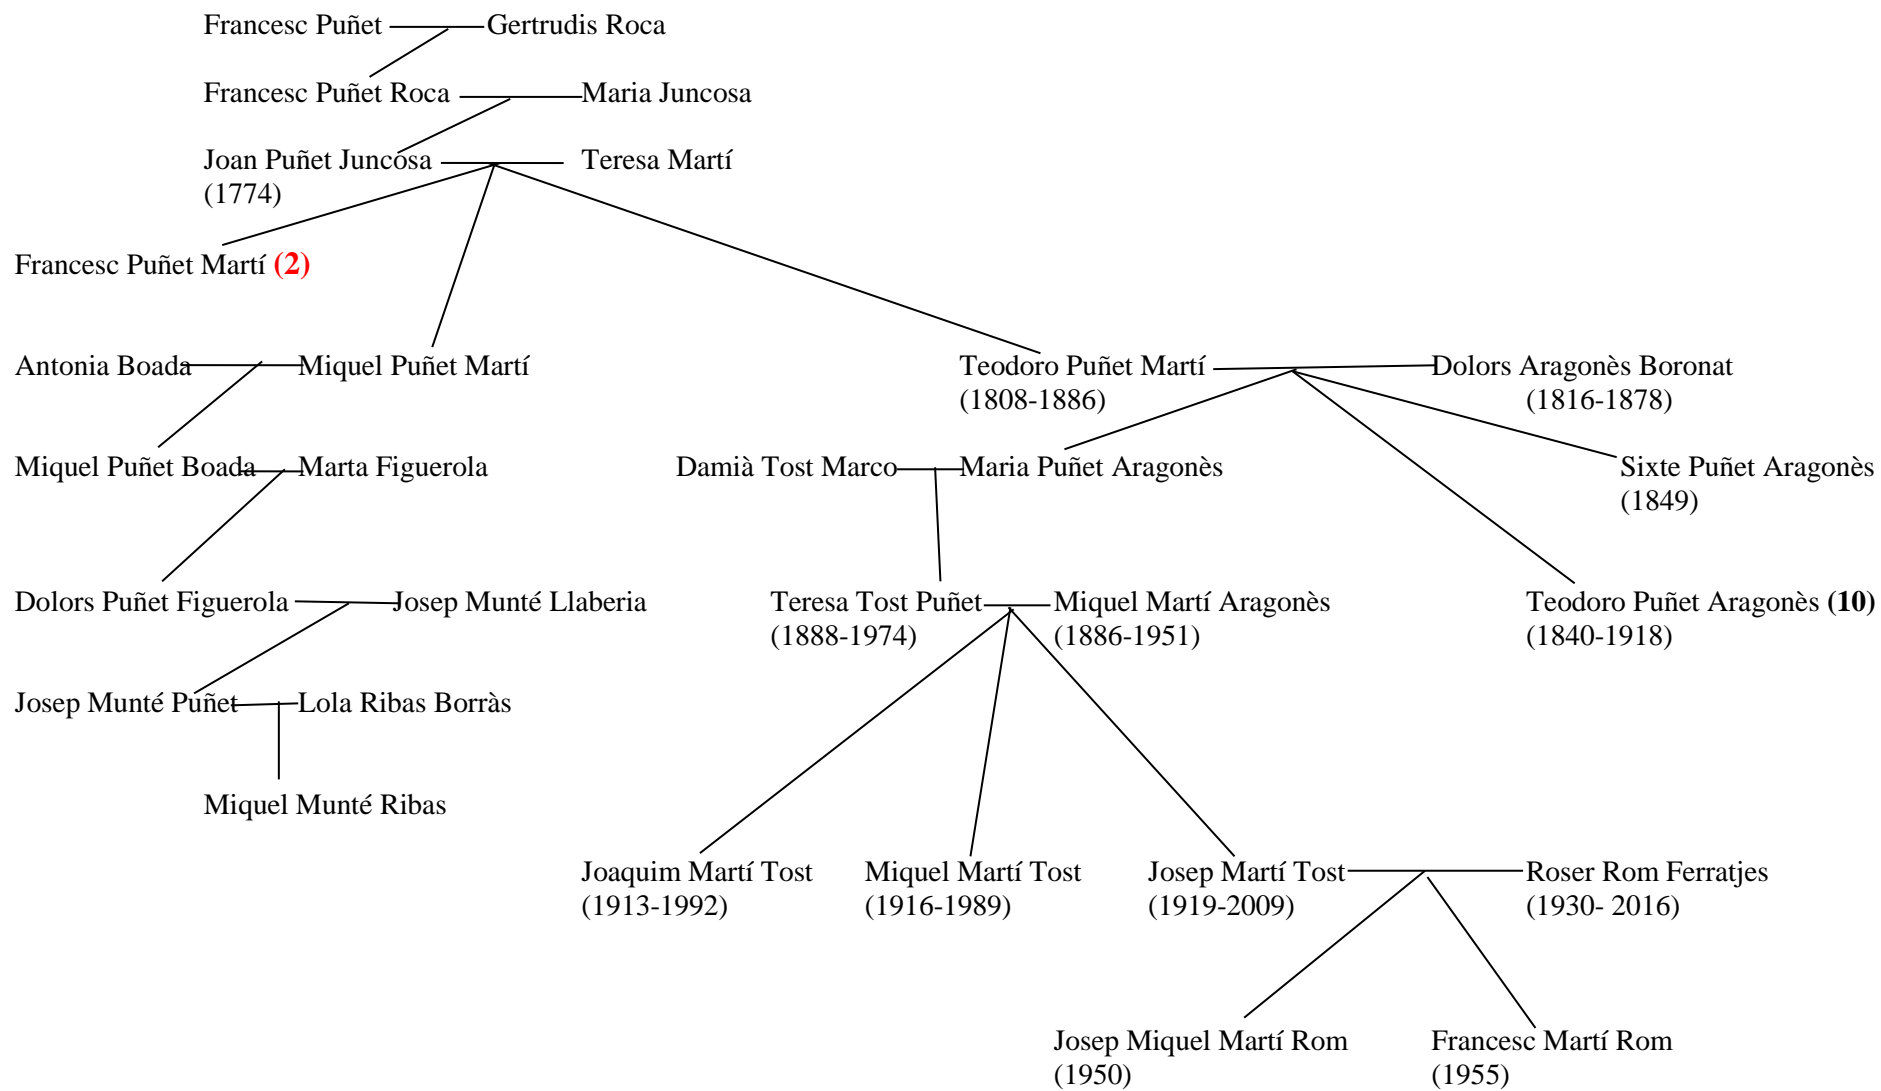 Francesc Puñet Gertrudis Roca
Francesc Puñet Roca Maria Juncosa
Joan Puñet Juncosa Teresa Martí
(1774)
Francesc Puñet Martí (2)
Antonia Boada Miquel Puñet Martí Teodoro Puñet Martí Dolors Aragonès Boronat
(1808-1886) (1816-1878)
Miquel Puñet Boada Marta Figuerola Damià Tost Marco Maria Puñet Aragonès Sixte Puñet Aragonès
(1849)
Dolors Puñet Figuerola Josep Munté Llaberia Teresa Tost Puñet Miquel Martí Aragonès Teodoro Puñet Aragonès (10)
(1888-1974) (1886-1951) (1840-1918)
Josep Munté Puñet Lola Ribas Borràs
Miquel Munté Ribas
Joaquim Martí Tost Miquel Martí Tost Josep Martí Tost Roser Rom Ferratjes
(1913-1992) (1916-1989) (1919-2009) (1930- 2016)
Josep Miquel Martí Rom Francesc Martí Rom
(1950) (1955)